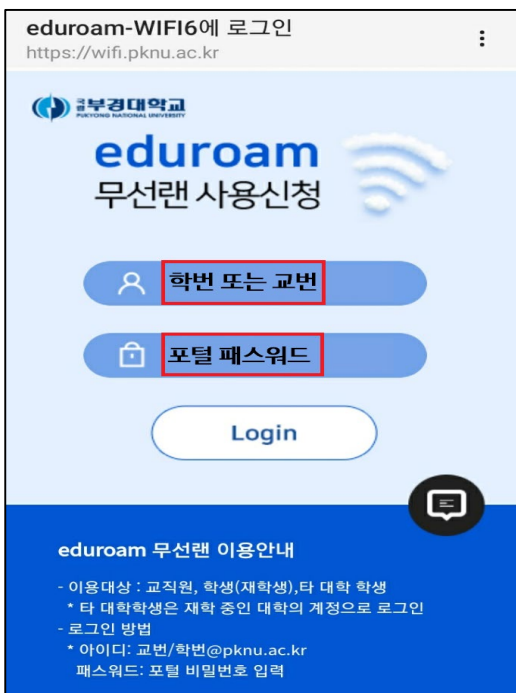 eduroam-WIFI6에 로그인
https://wifi.pknu.ac.kr
국립부경대학교
PUKYONG NATIONAL UNIVERSITY
eduroam
무선랜 사용신청
학번 또는 교번
포털 패스워드
Login
eduroam 무선랜 이용안내
- 이용대상 : 교직원, 학생(재학생),타 대학 학생
* 타 대학학생은 재학 중인 대학의 계정으로 로그인
- 로그인 방법
* 아이디: 교번/학번@pknu.ac.kr
패스워드: 포털 비밀번호 입력